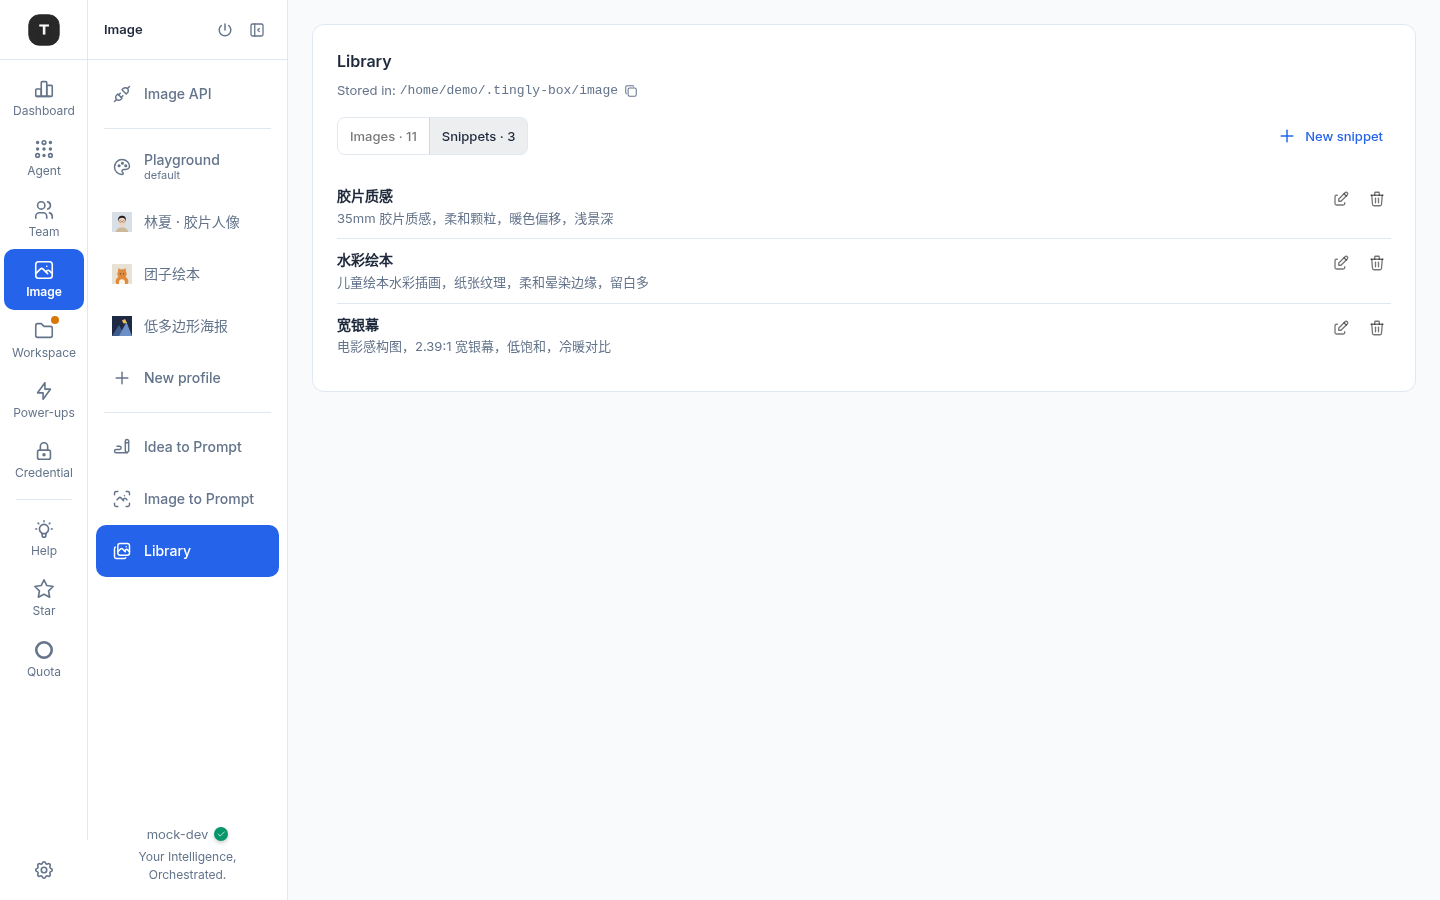 T
Image
Dashboard
Agent
Team
Image
Workspace
Power-ups
Credential
Help
Star
Quota
Image API
Playground
default
林夏 · 胶片人像
团子绘本
低多边形海报
New profile
Idea to Prompt
Image to Prompt
Library
mock-dev
Your Intelligence,
Orchestrated.
Library
Stored in: /home/demo/.tingly-box/image
Images · 11
Snippets · 3
New snippet
胶片质感
35mm 胶片质感，柔和颗粒，暖色偏移，浅景深
水彩绘本
儿童绘本水彩插画，纸张纹理，柔和晕染边缘，留白多
宽银幕
电影感构图，2.39:1 宽银幕，低饱和，冷暖对比